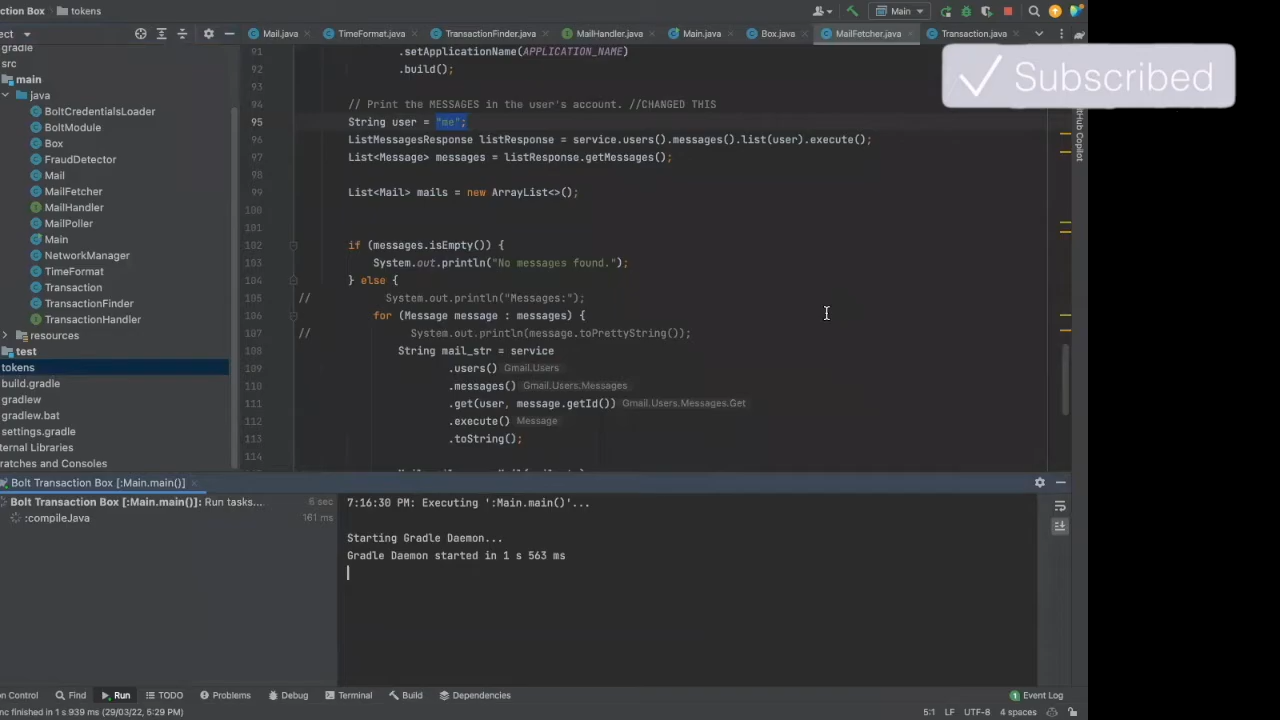 ction Box
tokens
Main
ect
Mail.java
TimeFormat.java
TransactionFinder.java
MailHandler.java
Main.java
Box.java
MailFetcher.java
Transaction.java
Subscribed
gradle
src
main
java
BoltCredentialsLoader
BoltModule
Box
FraudDetector
Mail
MailFetcher
MailHandler
MailPoller
Main
NetworkManager
TimeFormat
Transaction
TransactionFinder
TransactionHandler
resources
test
tokens
build.gradle
gradlew
gradlew.bat
settings.gradle
ternal Libraries
ratches and Consoles
91 .setApplicationName(APPLICATION_NAME)
92 .build();
93
94 // Print the MESSAGES in the user's account. //CHANGED THIS
95 String user = "me";
96 ListMessagesResponse listResponse = service.users().messages().list(user).execute();
97 List<Message> messages = listResponse.getMessages();
98
99 List<Mail> mails = new ArrayList<>();
100
101
102 if (messages.isEmpty()) {
103 System.out.println("No messages found.");
104 } else {
105 // System.out.println("Messages:");
106 for (Message message : messages) {
107 // System.out.println(message.toPrettyString());
108 String mail_str = service
109 .users() Gmail.Users
110 .messages() Gmail.Users.Messages
111 .get(user, message.getId()) Gmail.Users.Messages.Get
112 .execute() Message
113 .toString();
114
GitHub Copilot
Bolt Transaction Box [:Main.main()]
Bolt Transaction Box [:Main.main()]: Run tasks... 6 sec
:compileJava 161 ms
7:16:30 PM: Executing ':Main.main()'...
Starting Gradle Daemon...
Gradle Daemon started in 1 s 563 ms
on Control
Find
Run
TODO
Problems
Debug
Terminal
Build
Dependencies
1 Event Log
nc finished in 1 s 939 ms (29/03/22, 5:29 PM)
5:1 LF UTF-8 4 spaces